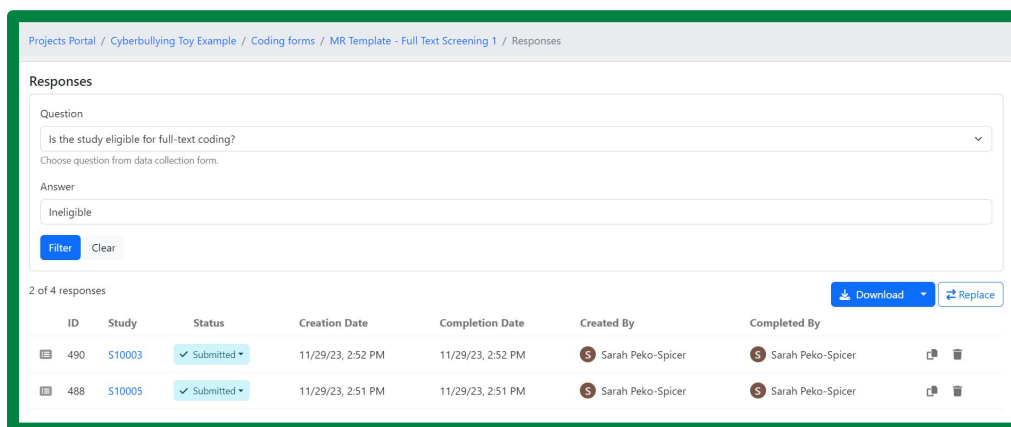 Projects Portal / Cyberbullying Toy Example / Coding forms / MR Template - Full Text Screening 1 / Responses
Responses
Question
Is the study eligible for full-text coding?
Choose question from data collection form.
Answer
Ineligible
Filter Clear
2 of 4 responses Download Replace
ID Study Status Creation Date Completion Date Created By Completed By
490 S10003 Submitted 11/29/23, 2:52 PM 11/29/23, 2:52 PM S Sarah Peko-Spicer S Sarah Peko-Spicer
488 S10005 Submitted 11/29/23, 2:51 PM 11/29/23, 2:51 PM S Sarah Peko-Spicer S Sarah Peko-Spicer